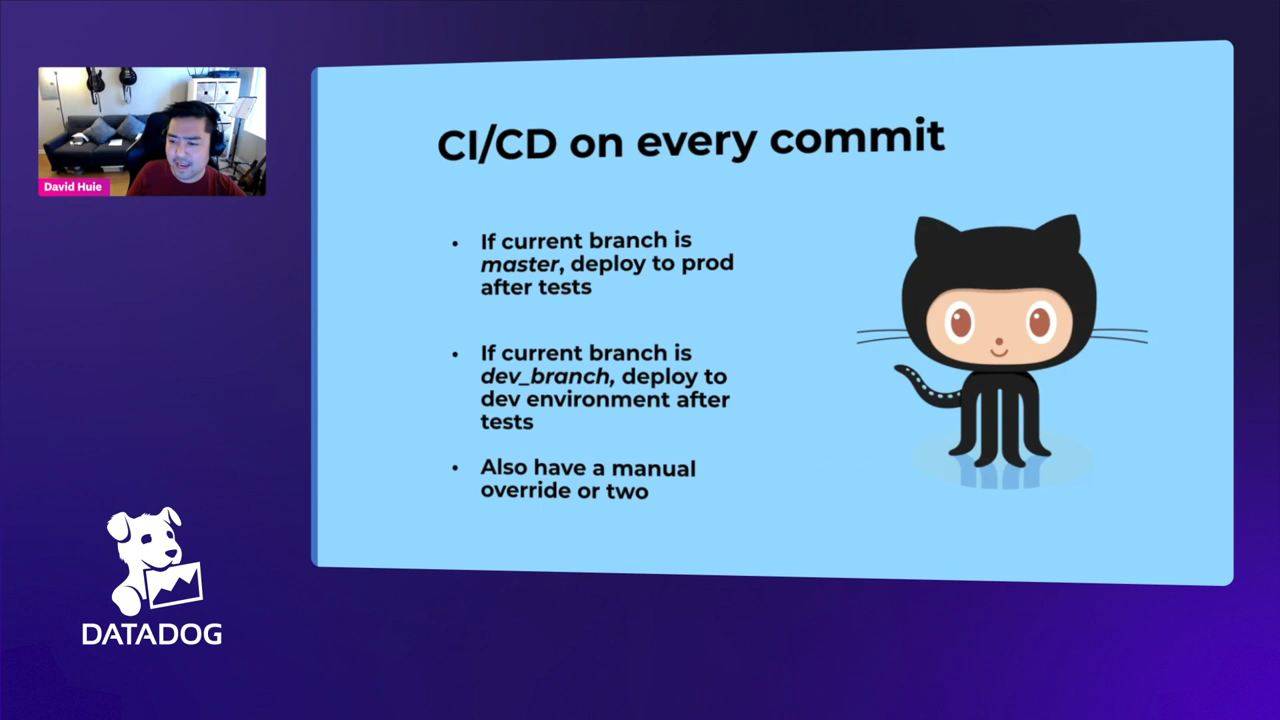 David Huie
CI/CD on every commit
• If current branch is
master, deploy to prod
after tests
• If current branch is
dev_branch, deploy to
dev environment after
tests
• Also have a manual
override or two
DATADOG